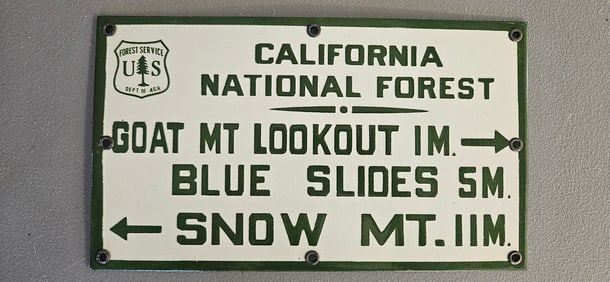 FOREST SERVICE
U S
DEPT OF AGR.
CALIFORNIA
NATIONAL FOREST
GOAT MT LOOKOUT 1M.
BLUE SLIDES 5M.
SNOW MT. 11M.